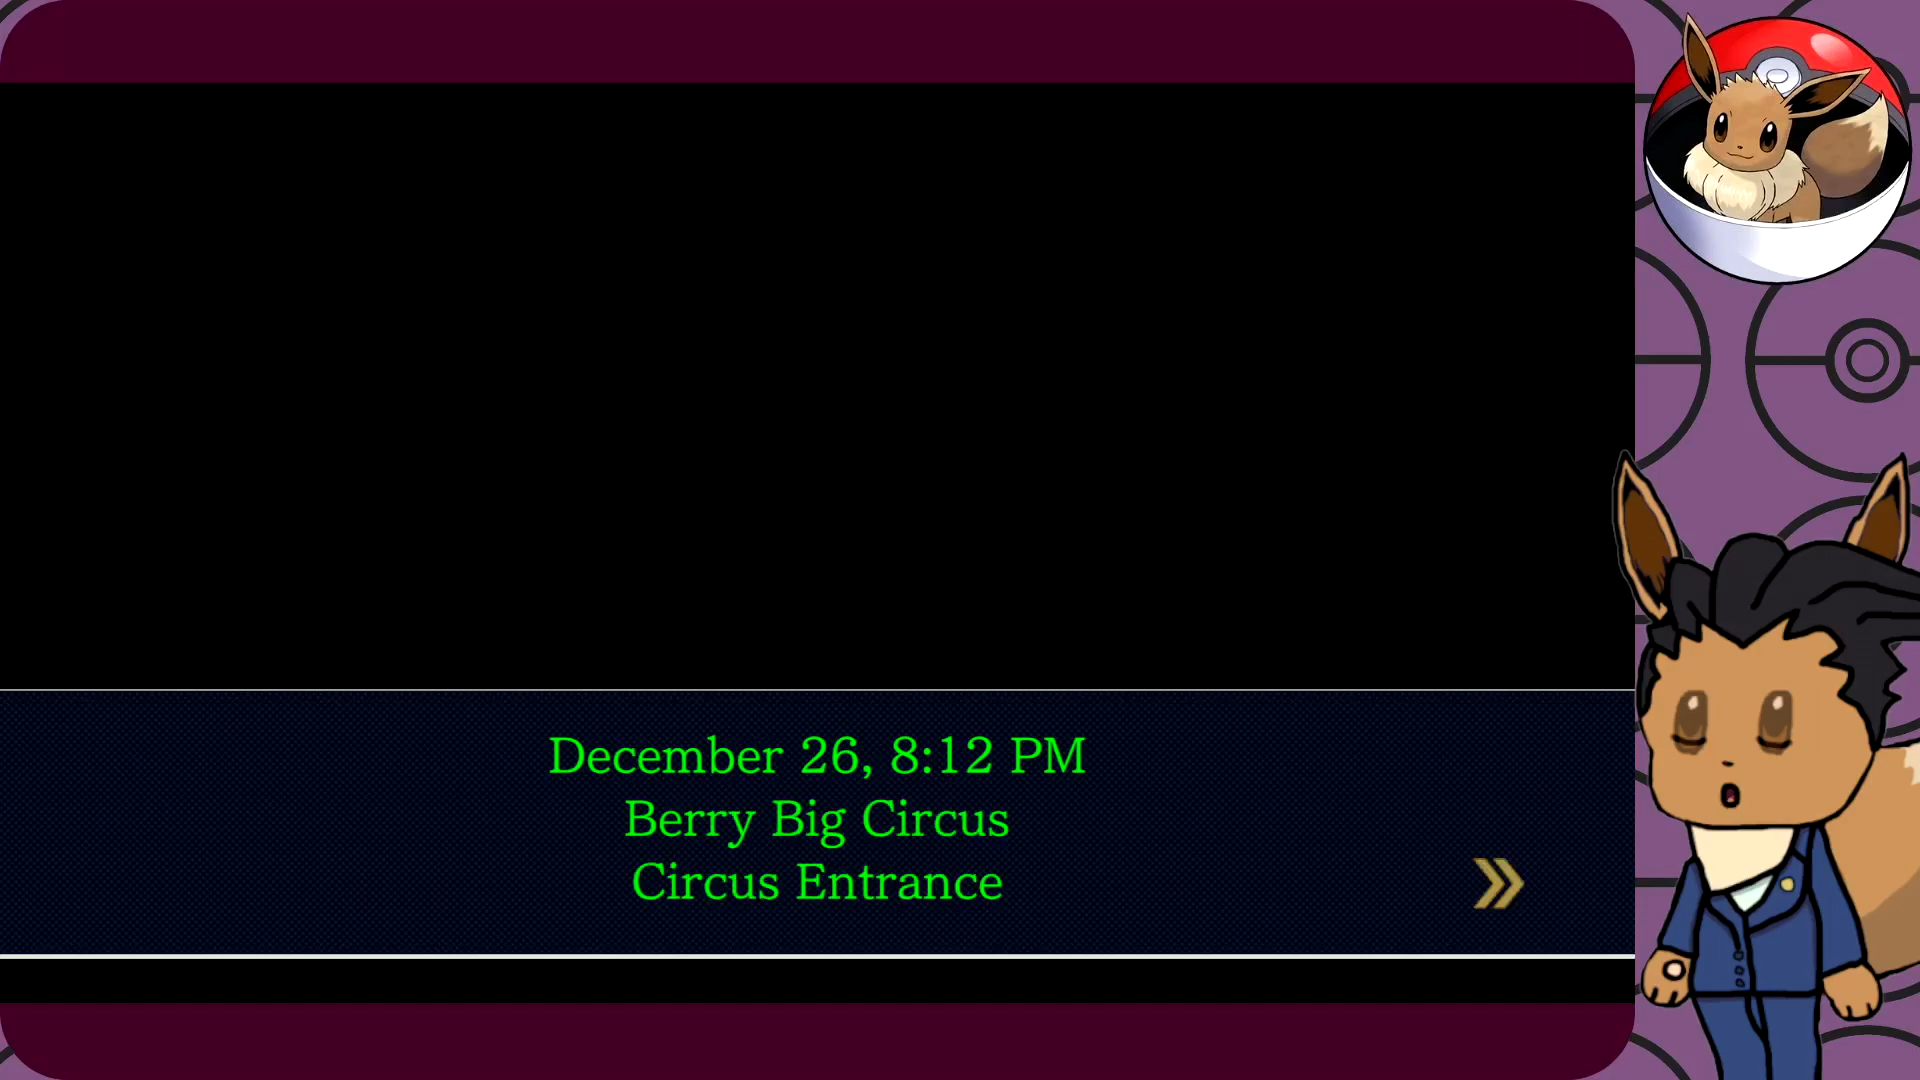 December 26, 8:12 PM
Berry Big Circus
Circus Entrance